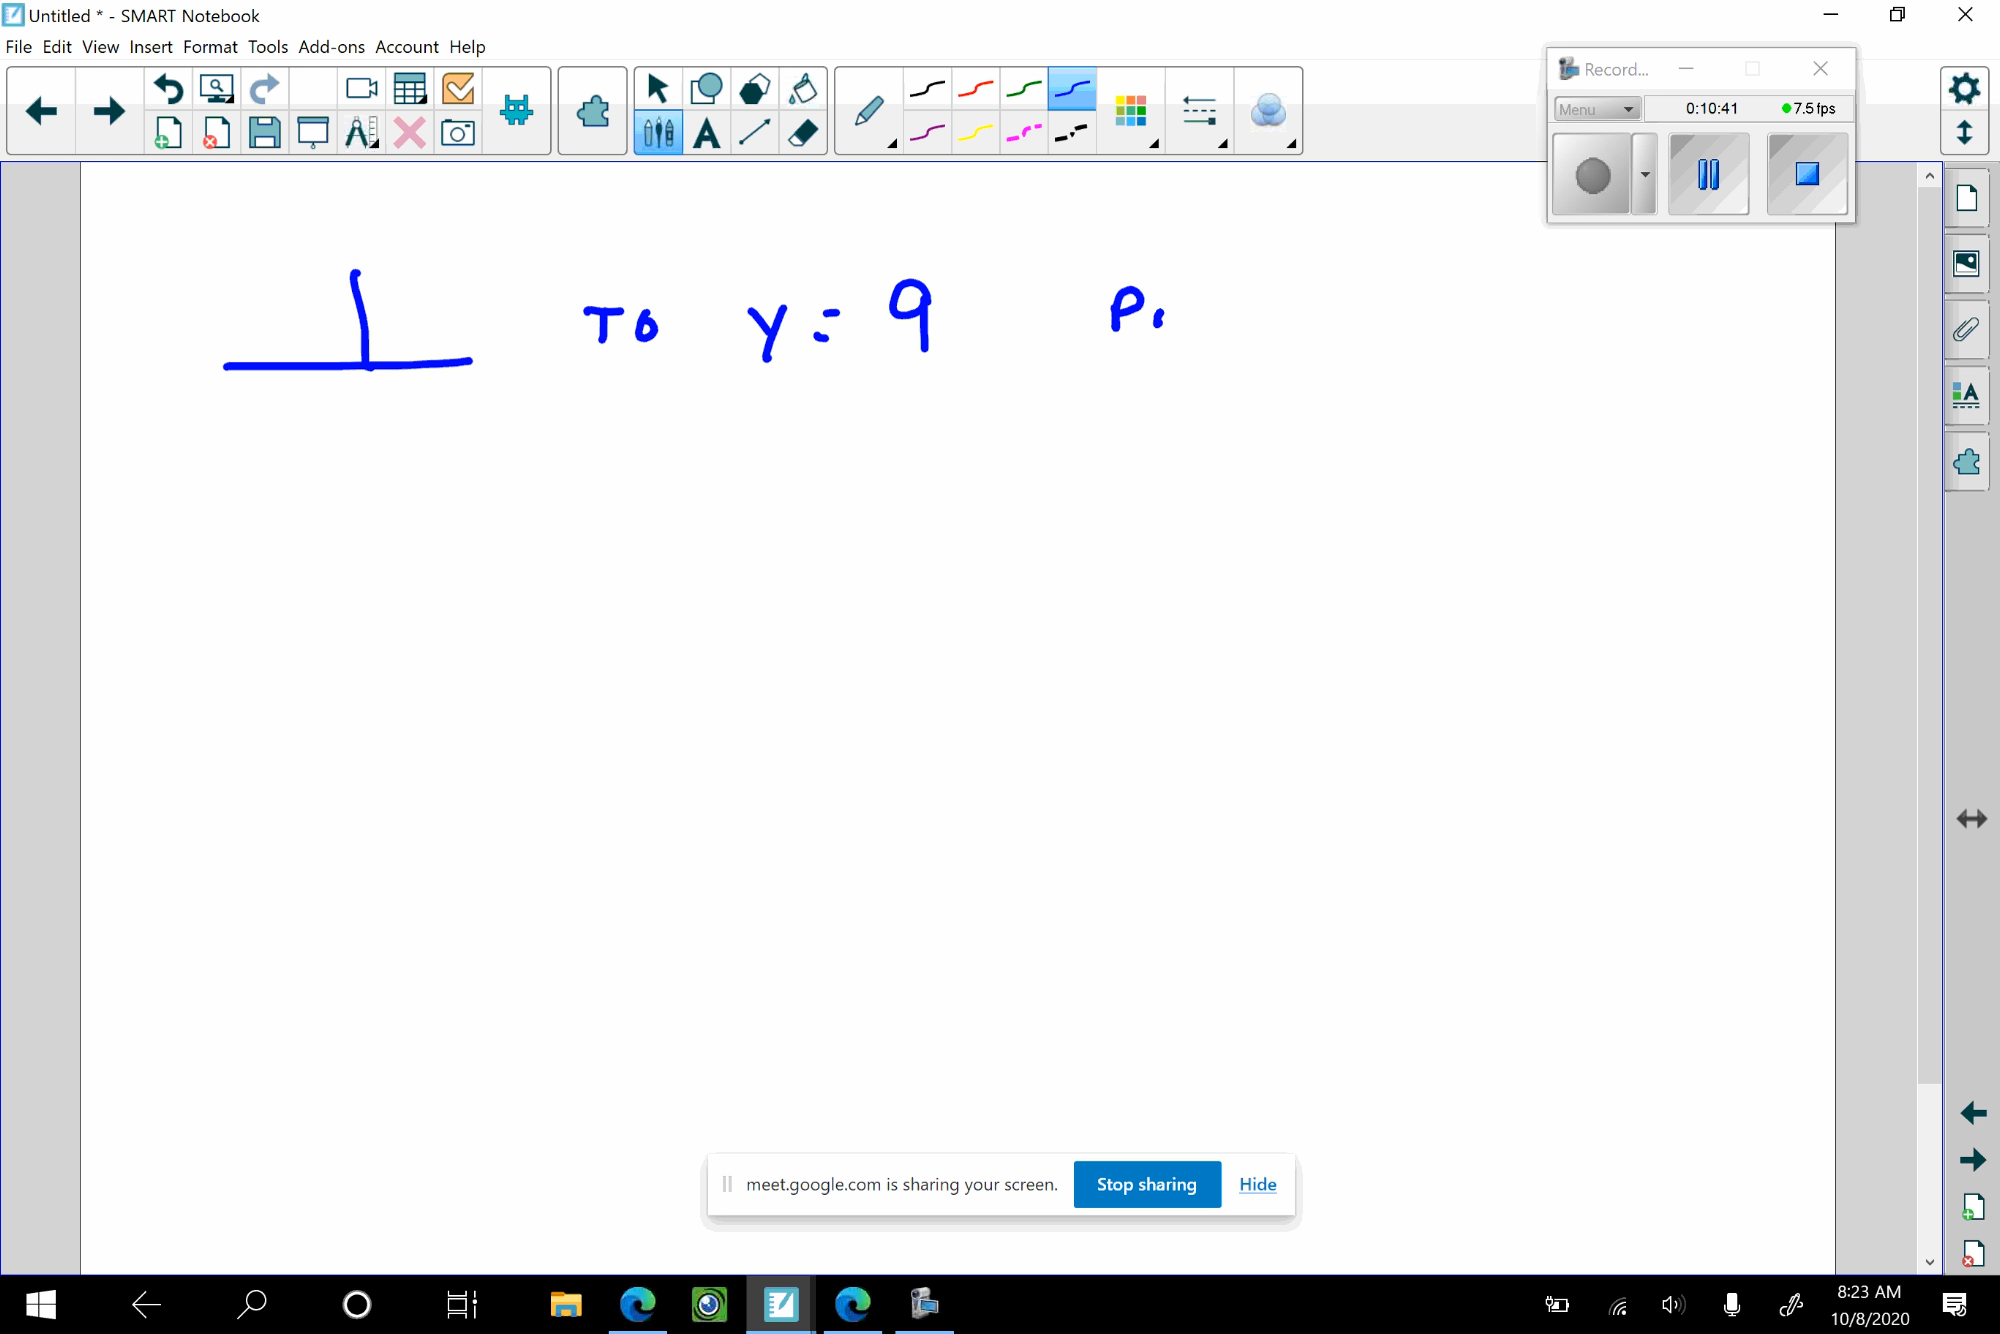 Untitled * - SMART Notebook
File Edit View Insert Format Tools Add-ons Account Help
Record...
Menu 0:10:41 7.5 fps
⊥ TO y = 9 Po
meet.google.com is sharing your screen. Stop sharing Hide
8:23 AM
10/8/2020